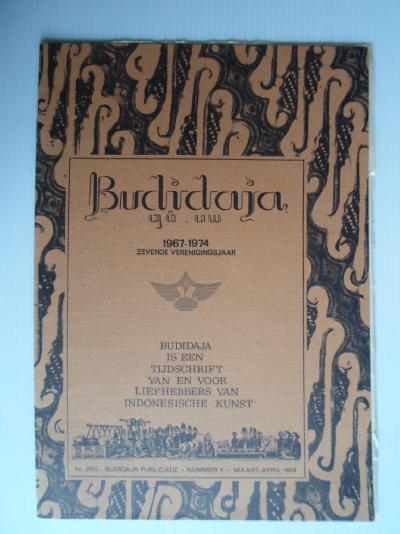 Budidaja
1967-1974
ZEVENDE VERENIGINGSJAAR
BUDIDAJA
IS EEN
TIJDSCHRIFT
VAN EN VOOR
LIEFHEBBERS VAN
INDONESISCHE KUNST
4e JRG. BUDIDAJA PUBLICATIE - NUMMER 4 - MAART-APRIL 1974